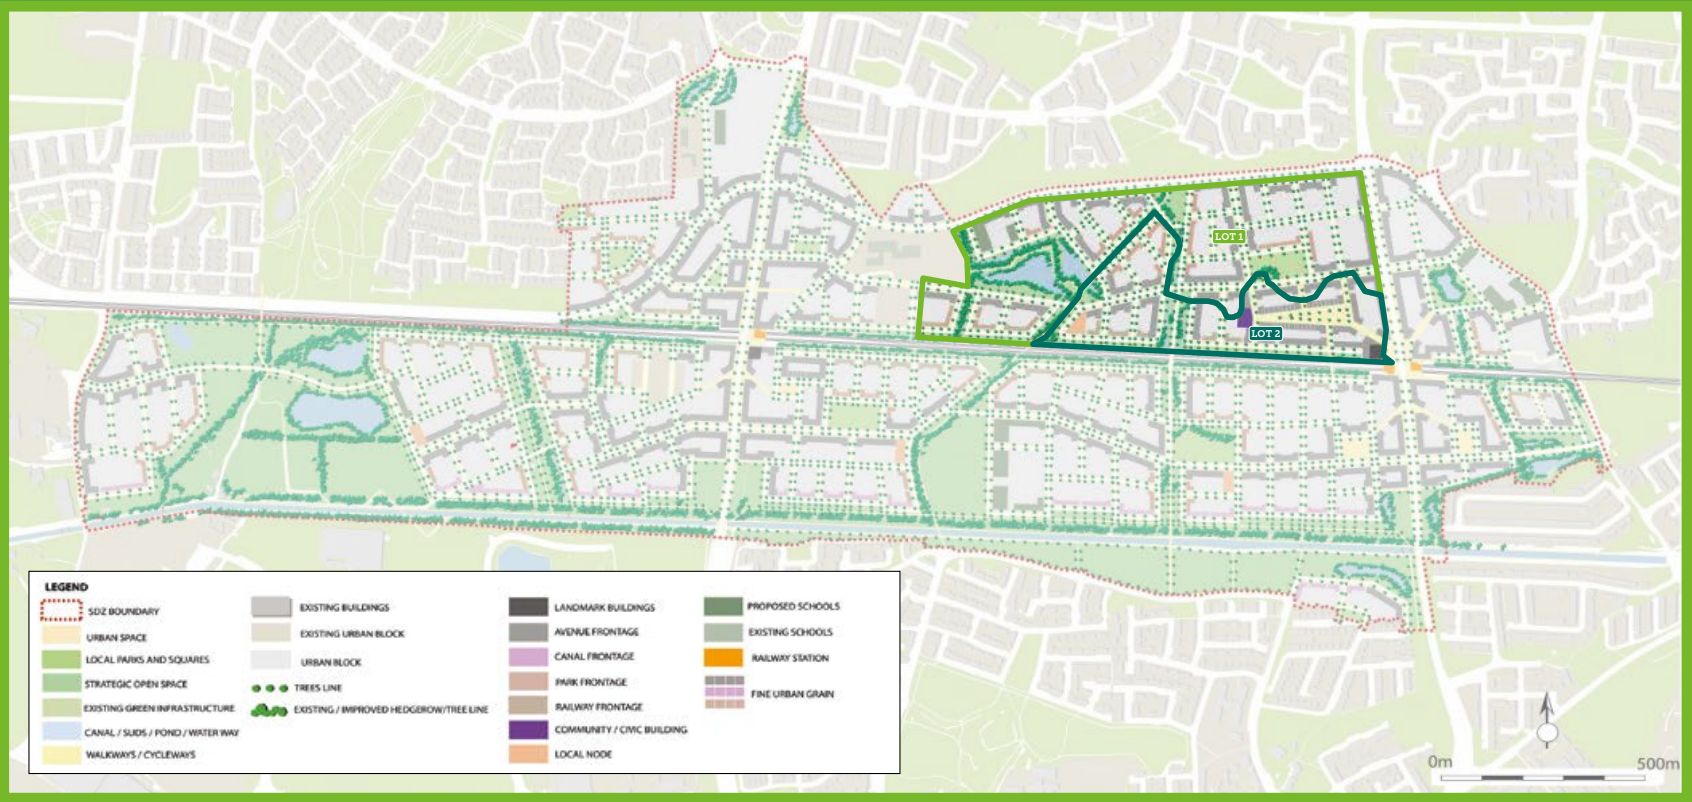 LOT 1
LOT 2
LEGEND
SDZ BOUNDARY
URBAN SPACE
LOCAL PARKS AND SQUARES
STRATEGIC OPEN SPACE
EXISTING GREEN INFRASTRUCTURE
CANAL / SUDS / POND / WATER WAY
WALKWAYS / CYCLEWAYS
EXISTING BUILDINGS
EXISTING URBAN BLOCK
URBAN BLOCK
TREES LINE
EXISTING / IMPROVED HEDGEROW/TREE LINE
LANDMARK BUILDINGS
AVENUE FRONTAGE
CANAL FRONTAGE
PARK FRONTAGE
RAILWAY FRONTAGE
COMMUNITY / CIVIC BUILDING
LOCAL NODE
PROPOSED SCHOOLS
EXISTING SCHOOLS
RAILWAY STATION
FINE URBAN GRAIN
0m 500m